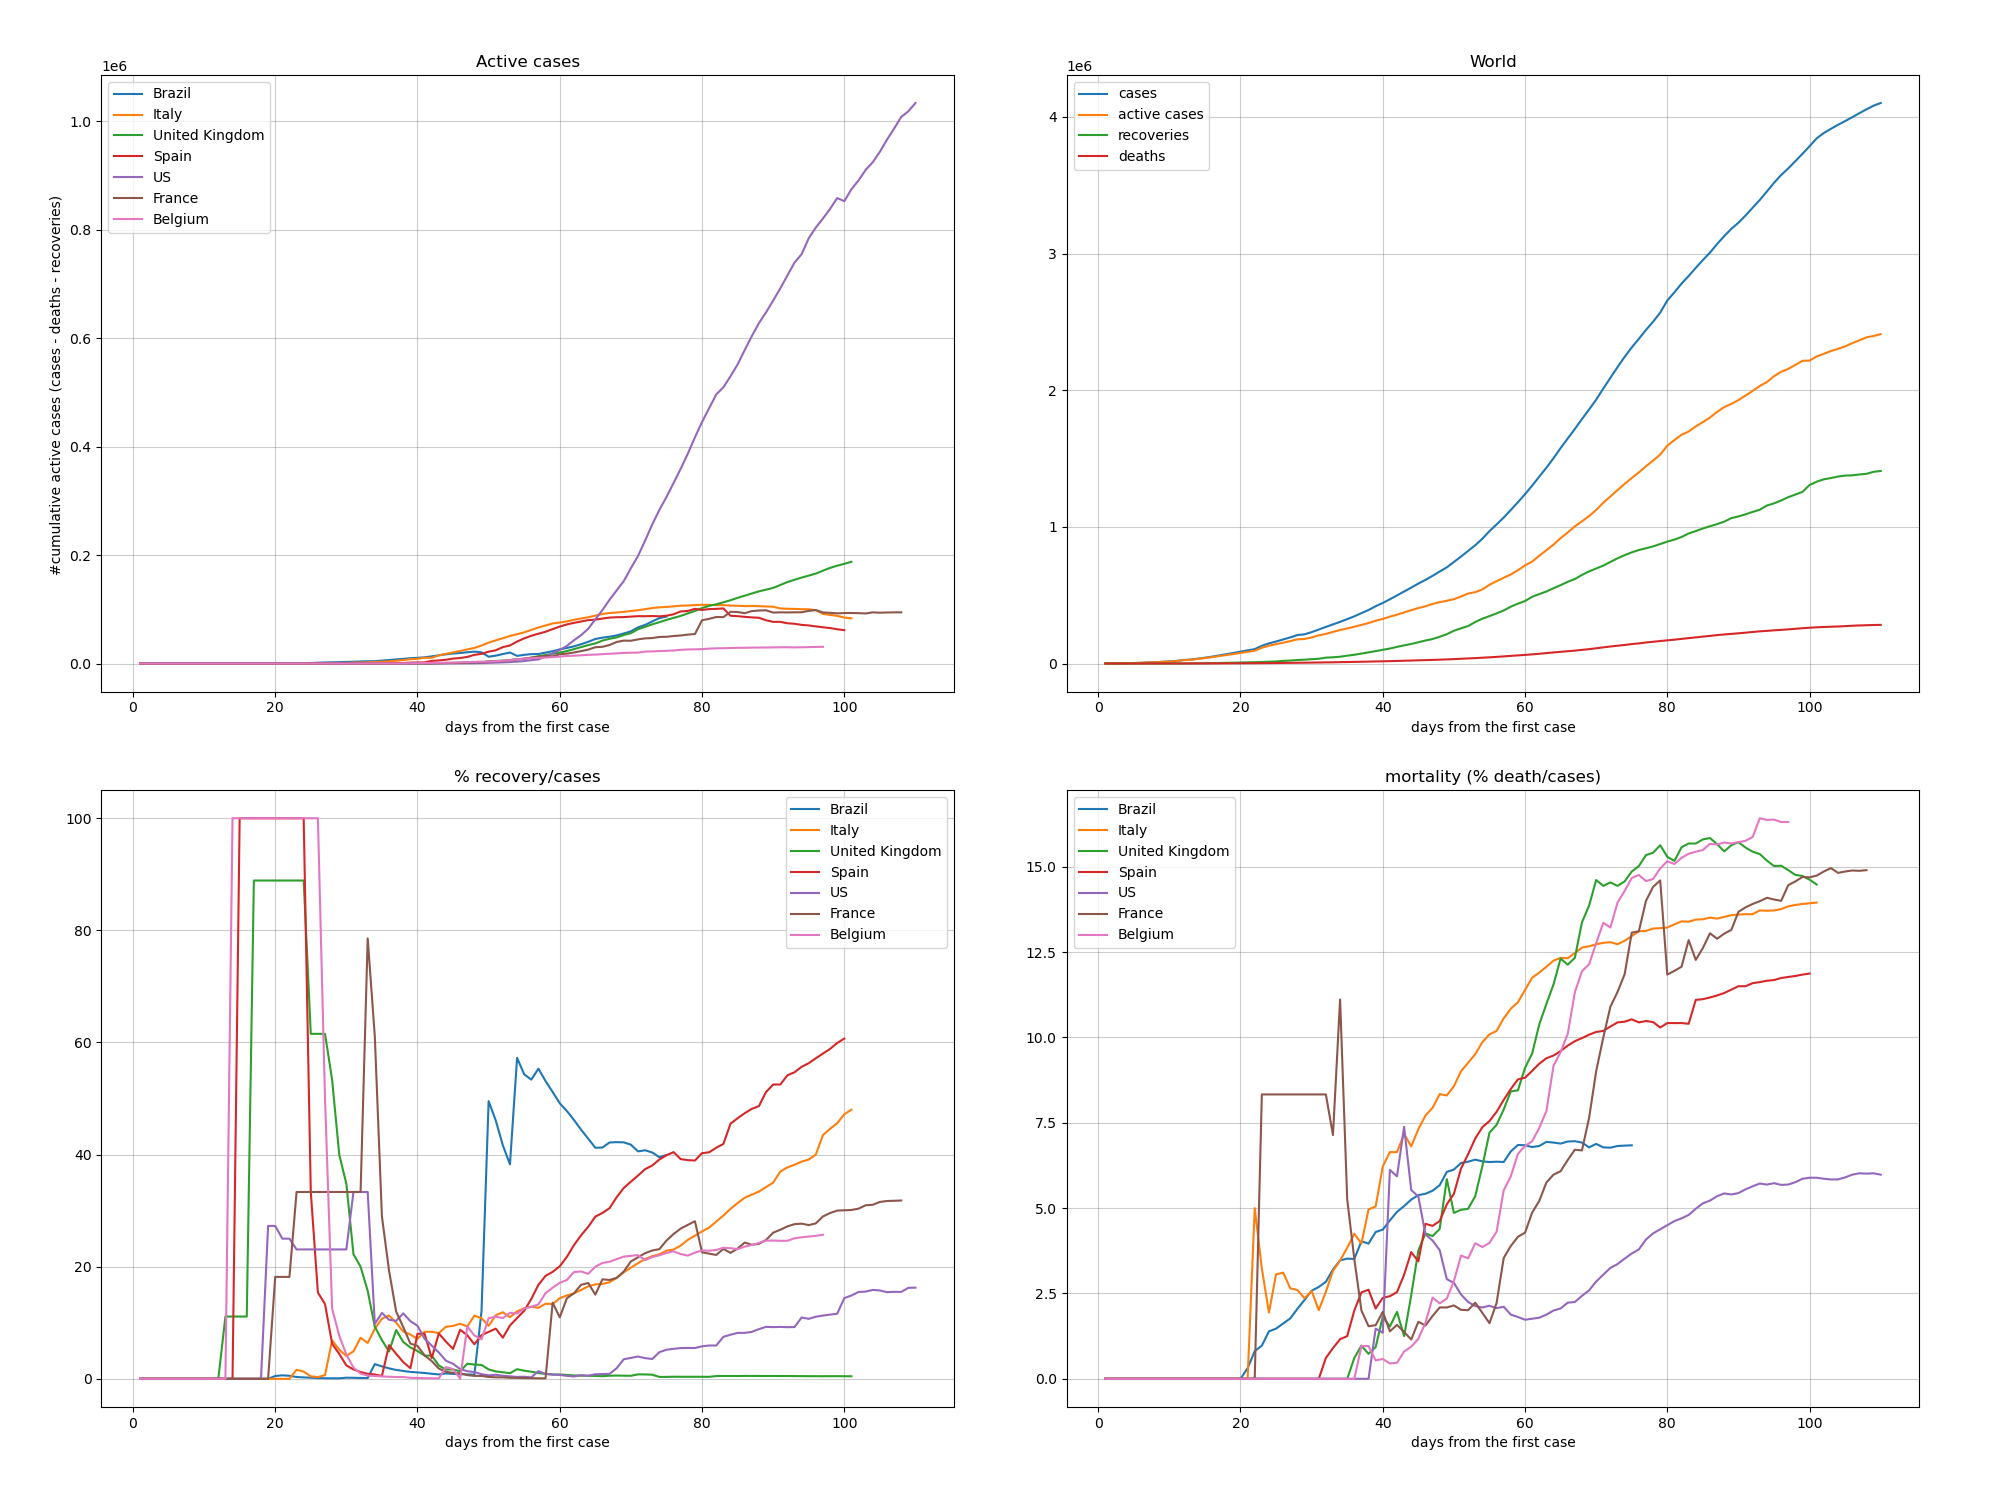 Active cases
1e6
Brazil
Italy
United Kingdom
Spain
US
France
Belgium
1.0
0.8
0.6
0.4
0.2
0.0
#cumulative active cases (cases - deaths - recoveries)
0 20 40 60 80 100
days from the first case
World
1e6
cases
active cases
recoveries
deaths
4
3
2
1
0
0 20 40 60 80 100
days from the first case
% recovery/cases
Brazil
Italy
United Kingdom
Spain
US
France
Belgium
100
80
60
40
20
0
0 20 40 60 80 100
days from the first case
mortality (% death/cases)
Brazil
Italy
United Kingdom
Spain
US
France
Belgium
15.0
12.5
10.0
7.5
5.0
2.5
0.0
0 20 40 60 80 100
days from the first case